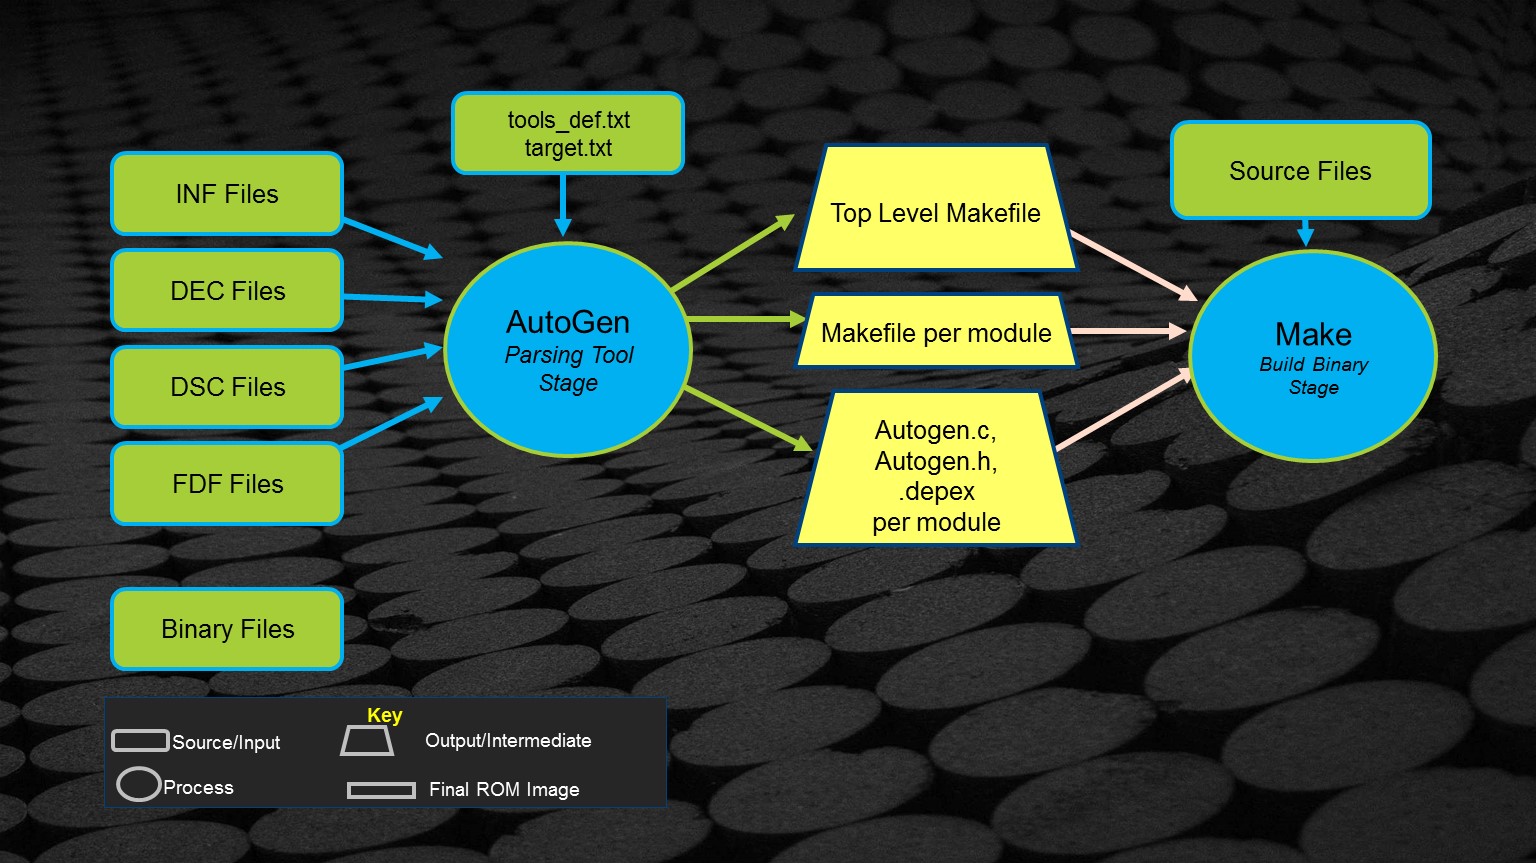 tools_def.txt
target.txt
INF Files
DEC Files
DSC Files
FDF Files
Binary Files
AutoGen
Parsing Tool
Stage
Top Level Makefile
Makefile per module
Autogen.c,
Autogen.h,
.depex
per module
Source Files
Make
Build Binary
Stage
Key
Source/Input
Output/Intermediate
Process
Final ROM Image